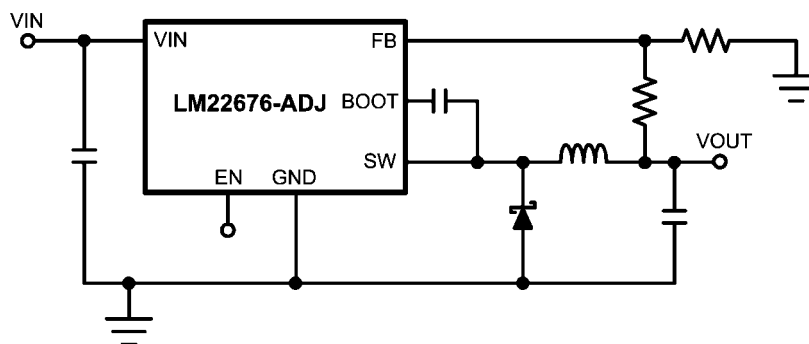 VIN
VIN
FB
LM22676-ADJ
BOOT
VOUT
SW
EN
GND